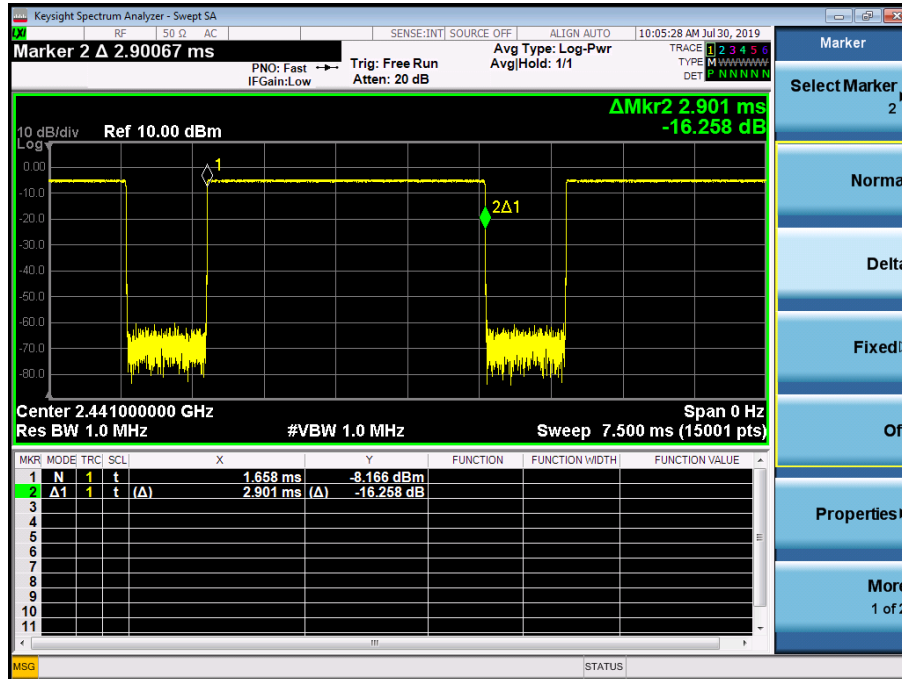 Keysight Spectrum Analyzer - Swept SA
LXI RF 50 Ω AC SENSE:INT SOURCE OFF ALIGN AUTO 10:05:28 AM Jul 30, 2019
Marker 2 Δ 2.90067 ms
PNO: Fast
IFGain:Low
Trig: Free Run
Atten: 20 dB
Avg Type: Log-Pwr
Avg|Hold: 1/1
TRACE 1 2 3 4 5 6
TYPE M WWWWW
DET P N N N N N
ΔMkr2 2.901 ms
-16.258 dB
10 dB/div Ref 10.00 dBm
Log
0.00
-10.0
-20.0
-30.0
-40.0
-50.0
-60.0
-70.0
-80.0
1
2Δ1
Center 2.441000000 GHz Span 0 Hz
Res BW 1.0 MHz #VBW 1.0 MHz Sweep 7.500 ms (15001 pts)
MKR MODE TRC SCL X Y FUNCTION FUNCTION WIDTH FUNCTION VALUE
1 N 1 t 1.658 ms -8.166 dBm
2 Δ1 1 t (Δ) 2.901 ms (Δ) -16.258 dB
3
4
5
6
7
8
9
10
11
MSG STATUS
Marker
Select Marker
2
Norma
Delta
Fixed
Of
Properties
More
1 of 2